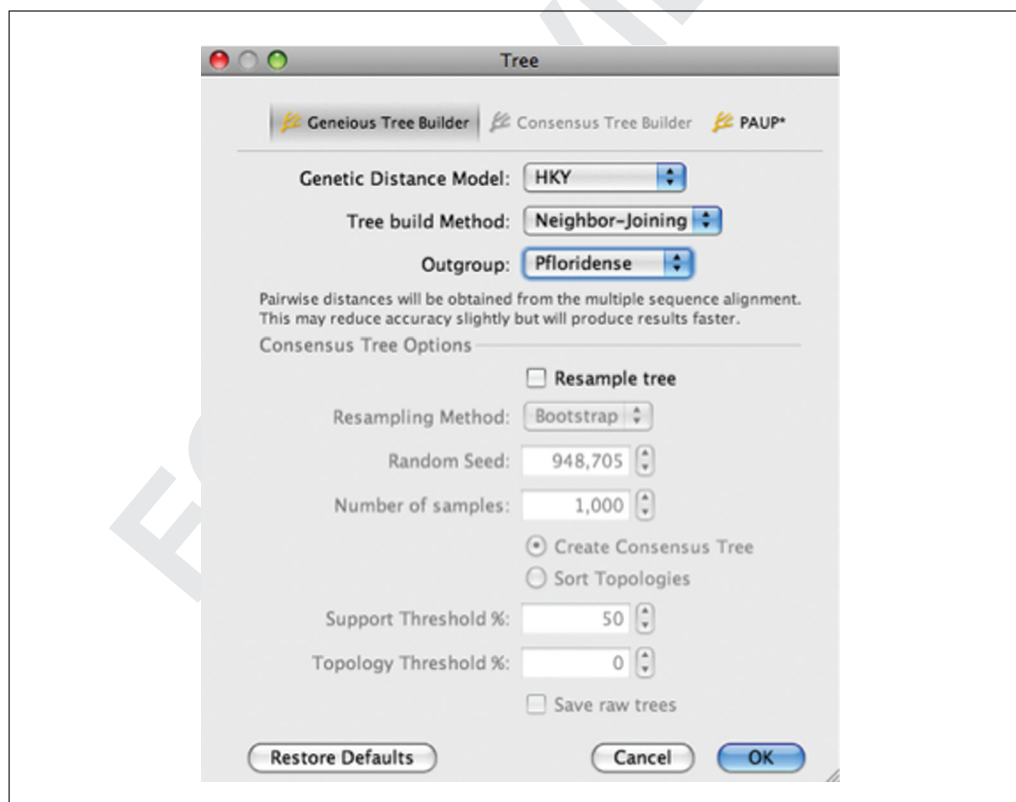 Tree
Geneious Tree Builder Consensus Tree Builder PAUP*
Genetic Distance Model: HKY
Tree build Method: Neighbor-Joining
Outgroup: Pfloridense
Pairwise distances will be obtained from the multiple sequence alignment.
This may reduce accuracy slightly but will produce results faster.
Consensus Tree Options
Resample tree
Resampling Method: Bootstrap
Random Seed: 948,705
Number of samples: 1,000
Create Consensus Tree
Sort Topologies
Support Threshold %: 50
Topology Threshold %: 0
Save raw trees
Restore Defaults Cancel OK